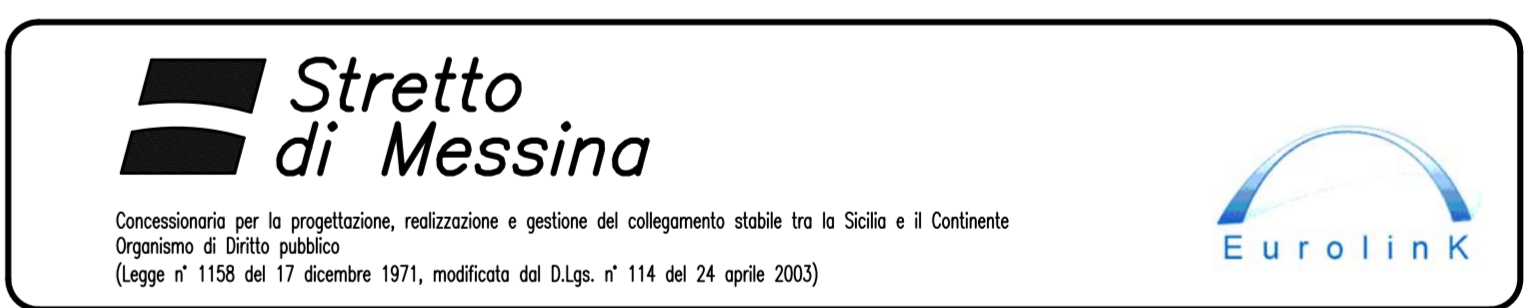 Stretto
di Messina
Concessionaria per la progettazione, realizzazione e gestione del collegamento stabile tra la Sicilia e il Continente
Organismo di Diritto pubblico
(Legge n° 1158 del 17 dicembre 1971, modificata dal D.Lgs. n° 114 del 24 aprile 2003)
EurolinK